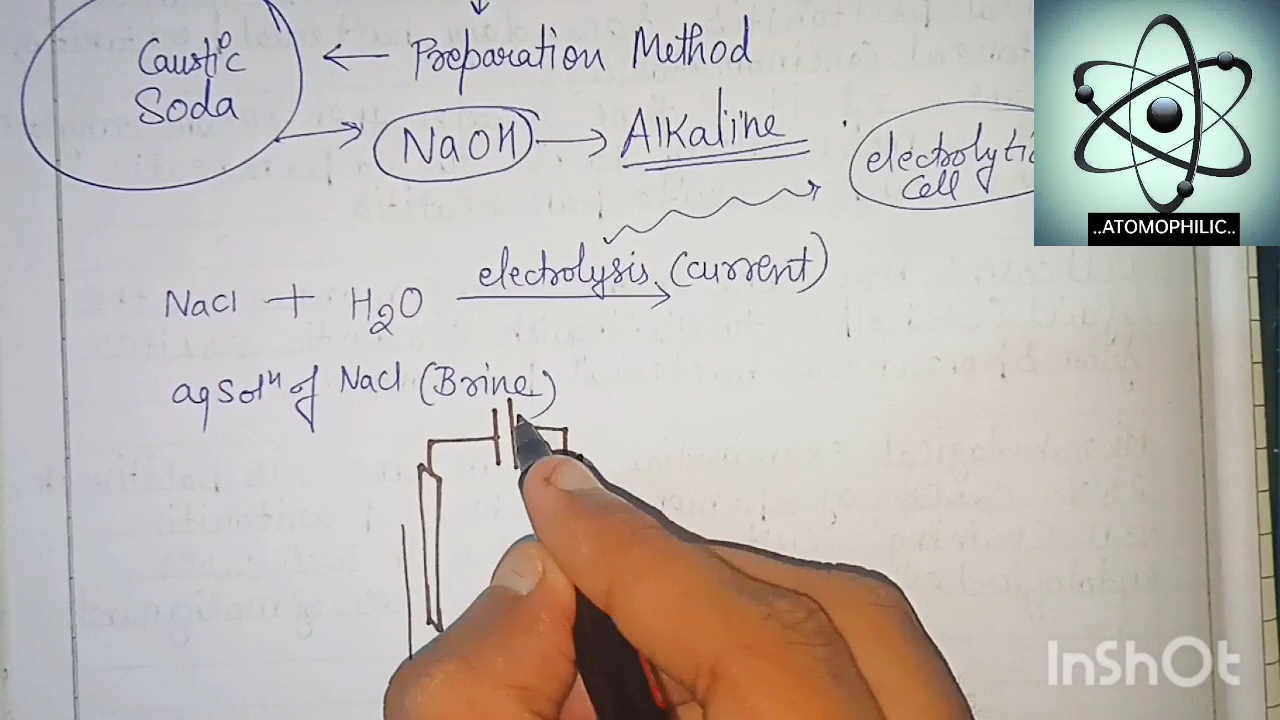 Caustic
Soda
← Preparation Method
NaOH → Alkaline
electrolytic
cell
..ATOMOPHILIC..
electrolysis (current)
NaCl + H₂O →
aq Solⁿ of NaCl (Brine)
InShOt